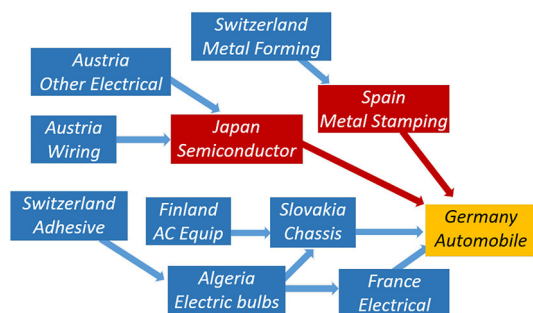 Switzerland
Metal Forming
Austria
Other Electrical
Spain
Metal Stamping
Austria
Wiring
Japan
Semiconductor
Switzerland
Adhesive
Finland
AC Equip
Slovakia
Chassis
Germany
Automobile
Algeria
Electric bulbs
France
Electrical